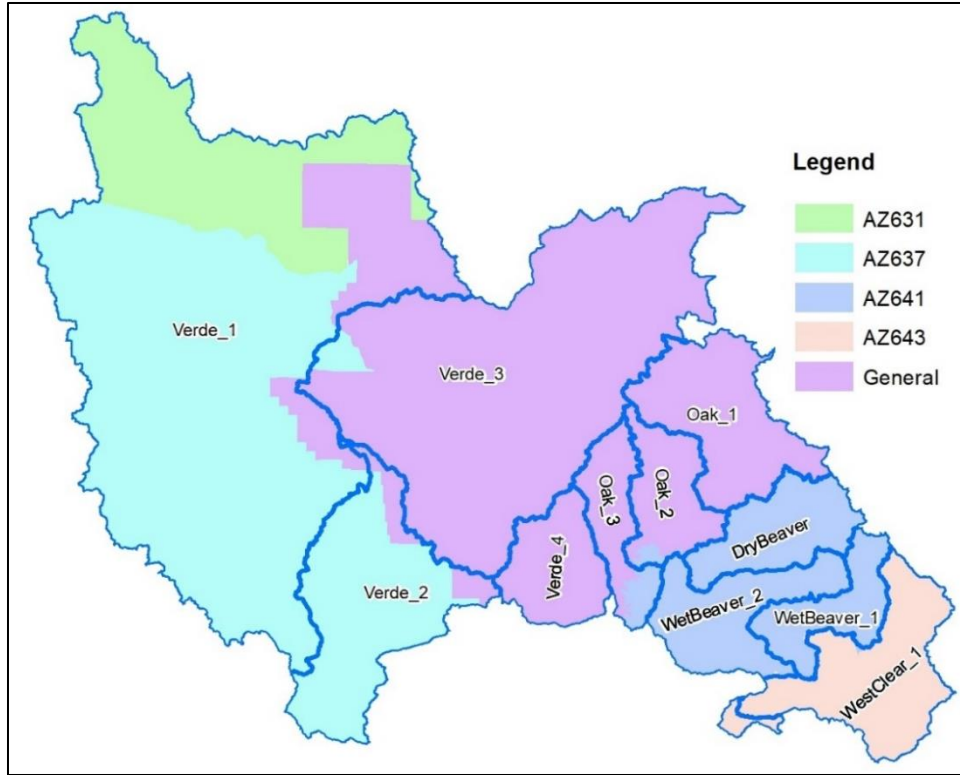 Legend
AZ631
AZ637
AZ641
AZ643
General
Verde_1
Verde_3
Oak_1
Oak_2
Oak_3
DryBeaver
Verde_4
Verde_2
WetBeaver_2
WetBeaver_1
WestClear_1